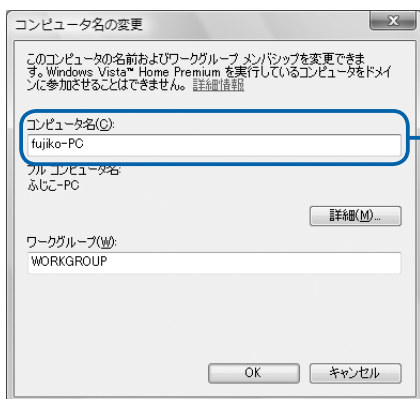 コンピュータ名の変更
このコンピュータの名前およびワークグループ メンバシップを変更できま
す。Windows Vista™ Home Premium を実行しているコンピュータをドメイ
ンに参加させることはできません。詳細情報
コンピュータ名(C):
fujiko-PC
フル コンピュータ名:
ふじこ-PC
詳細(M)...
ワークグループ(W):
WORKGROUP
OK
キャンセル